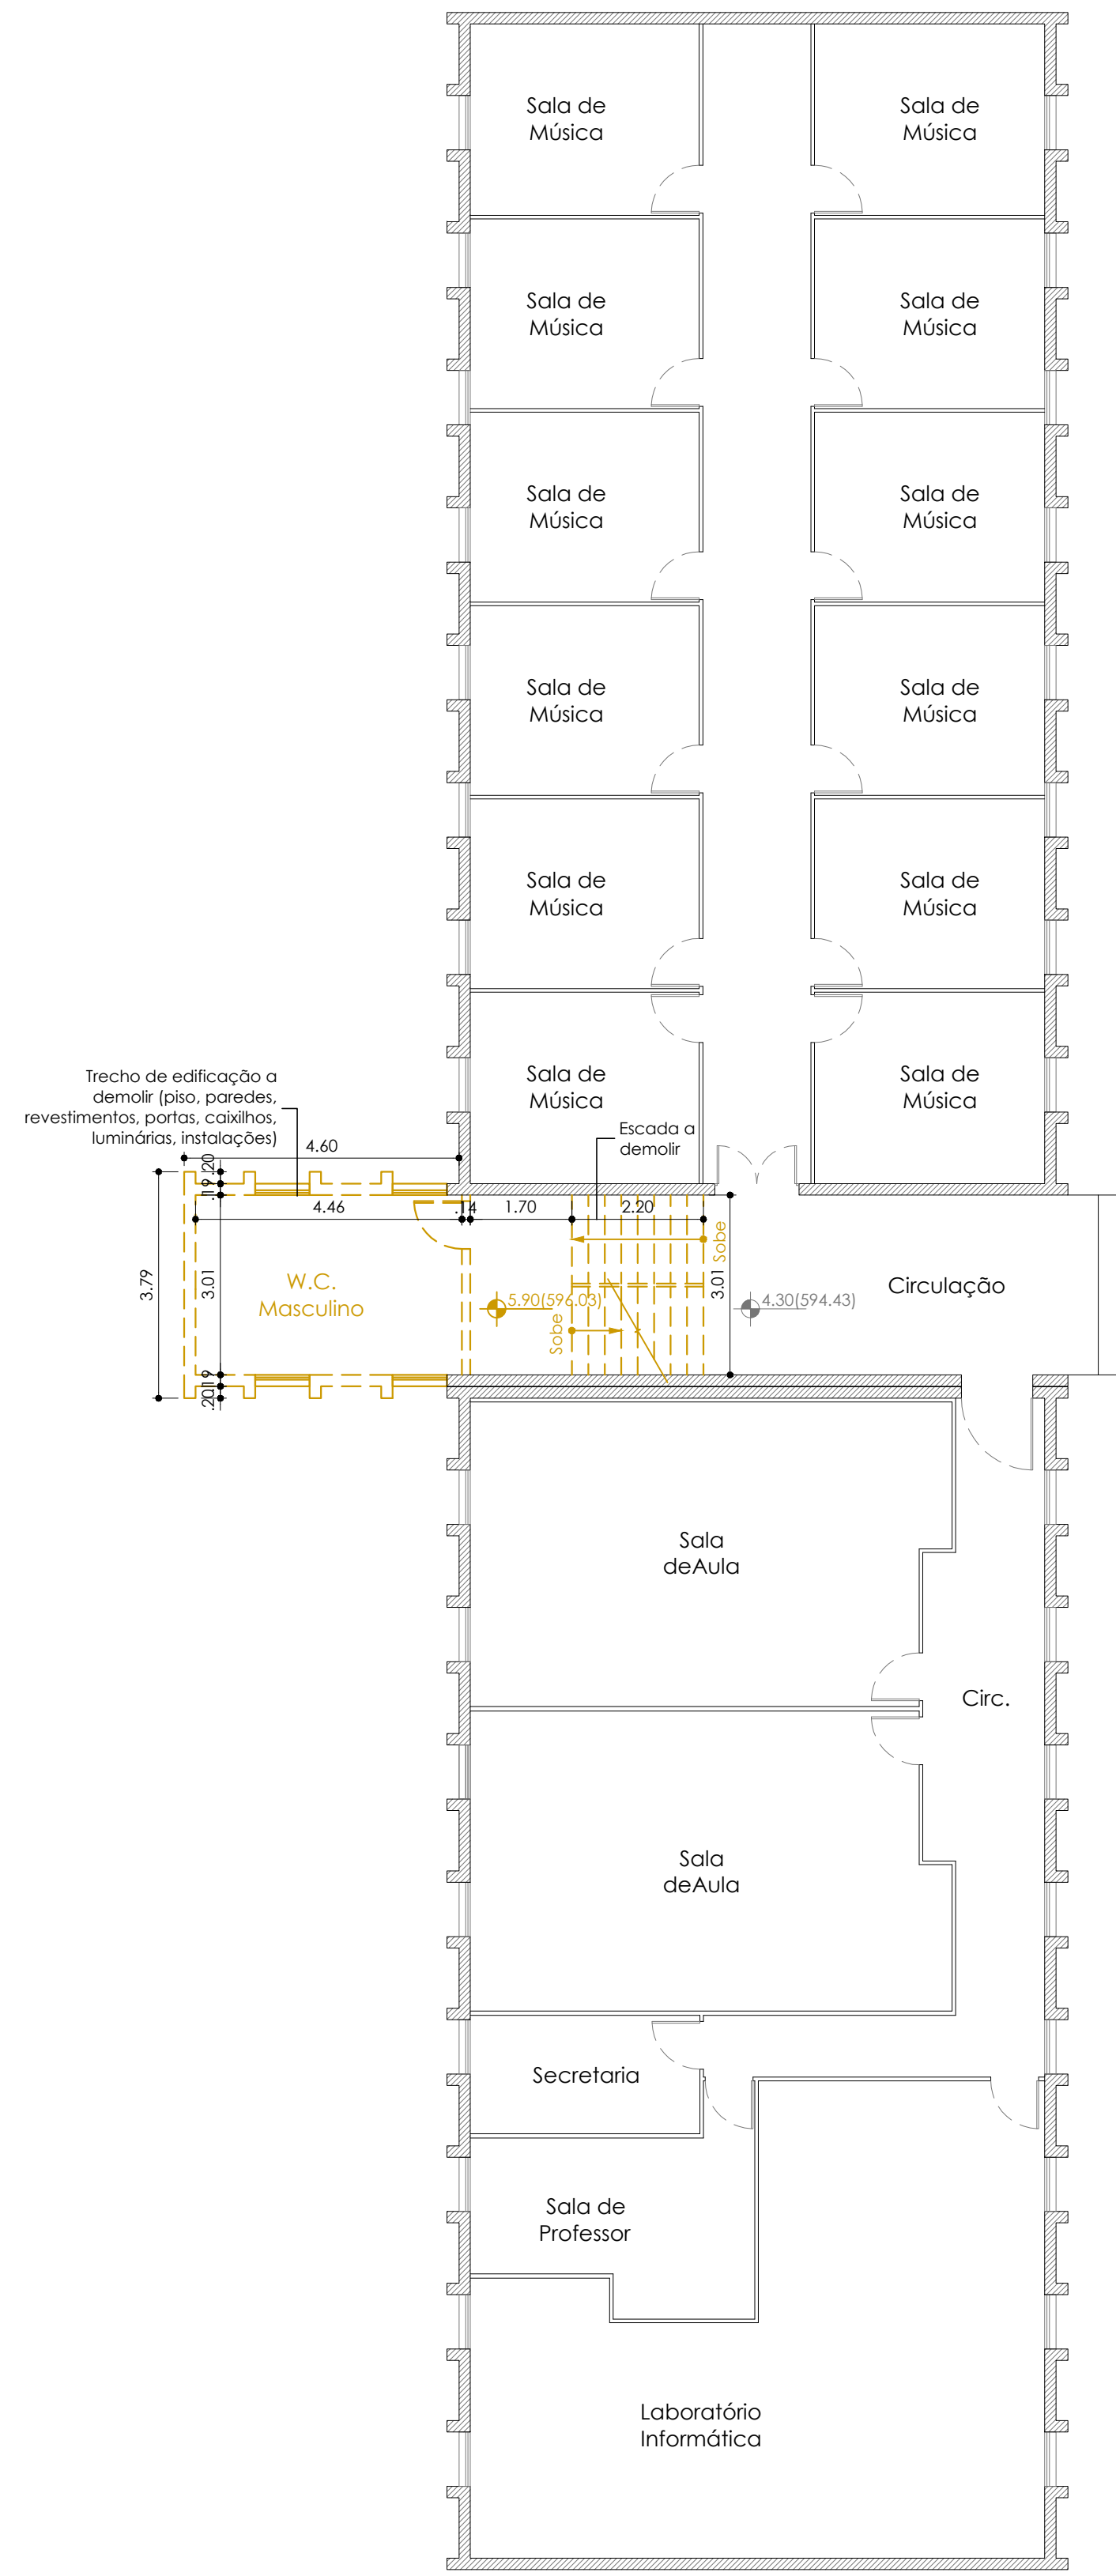 Sala de
Música
Sala de
Música
Sala de
Música
Sala de
Música
Sala de
Música
Sala de
Música
Sala de
Música
Sala de
Música
Sala de
Música
Sala de
Música
Sala de
Música
Sala de
Música
Trecho de edificação a
demolir (piso, paredes,
revestimentos, portas, caixilhos,
luminárias, instalações)
Escada a
demolir
4.60
.20
.19
4.46
.14
1.70
2.20
Sobe
3.79
3.01
W.C.
Masculino
5.90(596.03)
Sobe
3.01
4.30(594.43)
Circulação
.19
.20
Sala
deAula
Circ.
Sala
deAula
Secretaria
Sala de
Professor
Laboratório
Informática